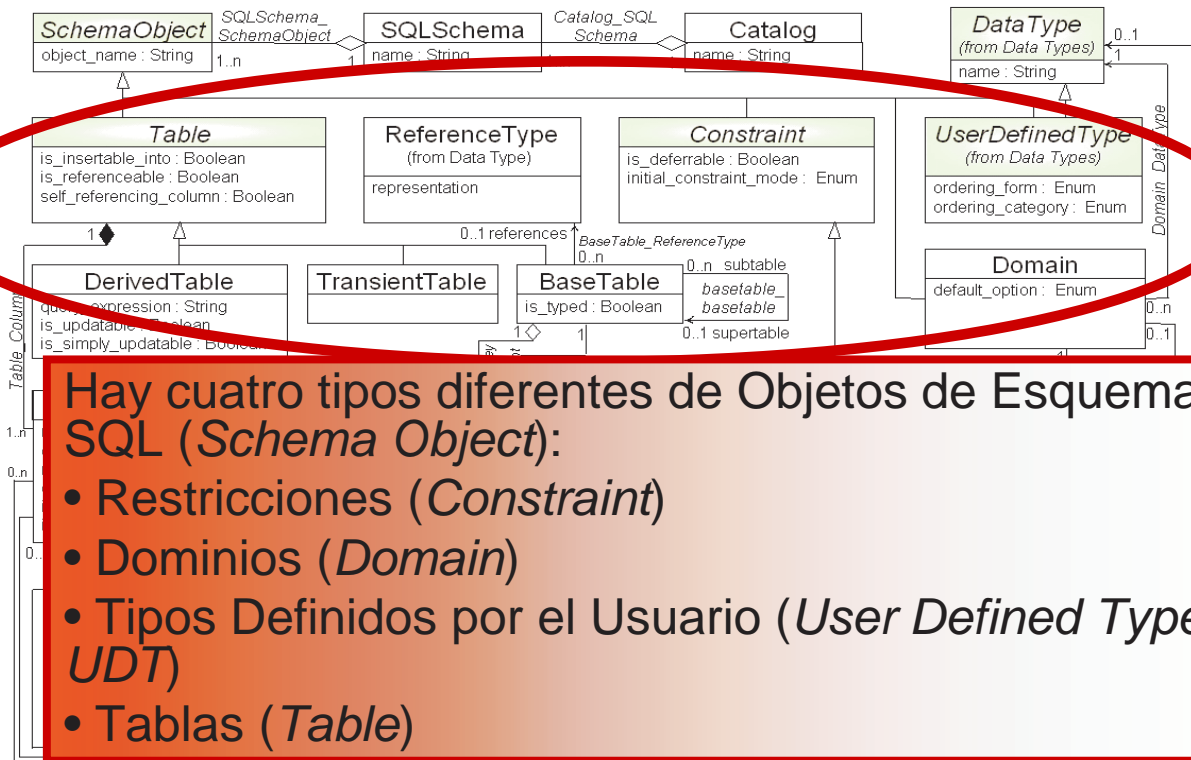 SchemaObject
object_name : String
SQLSchema_
SchemaObject
1..n
1
SQLSchema
name : String
Catalog_SQL
Schema
1
Catalog
name : String
DataType
(from Data Types)
name : String
0..1
1
Table
is_insertable_into : Boolean
is_referenceable : Boolean
self_referencing_column : Boolean
ReferenceType
(from Data Type)
representation
Constraint
is_deferrable : Boolean
initial_constraint_mode : Enum
UserDefinedType
(from Data Types)
ordering_form : Enum
ordering_category : Enum
Domain_DataType
1
0..1 references
BaseTable_ReferenceType
0..n
DerivedTable
query_expression : String
is_updatable : Boolean
is_simply_updatable : Boolean
TransientTable
BaseTable
is_typed : Boolean
0..n subtable
basetable_
basetable
0..1 supertable
Domain
default_option : Enum
0..n
0..1
1
1
Table_Column
1..n
0..n
Hay cuatro tipos diferentes de Objetos de Esquema
SQL (Schema Object):
• Restricciones (Constraint)
• Dominios (Domain)
• Tipos Definidos por el Usuario (User Defined Type
UDT)
• Tablas (Table)